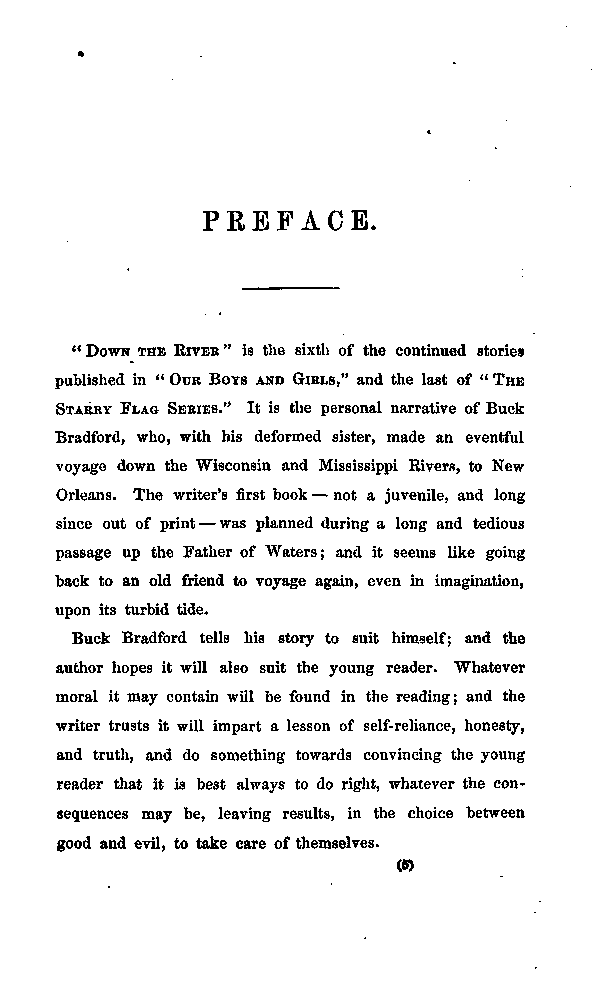 PREFACE.
“Down the River” is the sixth of the continued stories
published in “Our Boys and Girls,” and the last of “The
Starry Flag Series.” It is the personal narrative of Buck
Bradford, who, with his deformed sister, made an eventful
voyage down the Wisconsin and Mississippi Rivers, to New
Orleans. The writer’s first book — not a juvenile, and long
since out of print — was planned during a long and tedious
passage up the Father of Waters; and it seems like going
back to an old friend to voyage again, even in imagination,
upon its turbid tide.
Buck Bradford tells his story to suit himself; and the
author hopes it will also suit the young reader. Whatever
moral it may contain will be found in the reading; and the
writer trusts it will impart a lesson of self-reliance, honesty,
and truth, and do something towards convincing the young
reader that it is best always to do right, whatever the con-
sequences may be, leaving results, in the choice between
good and evil, to take care of themselves.
(5)